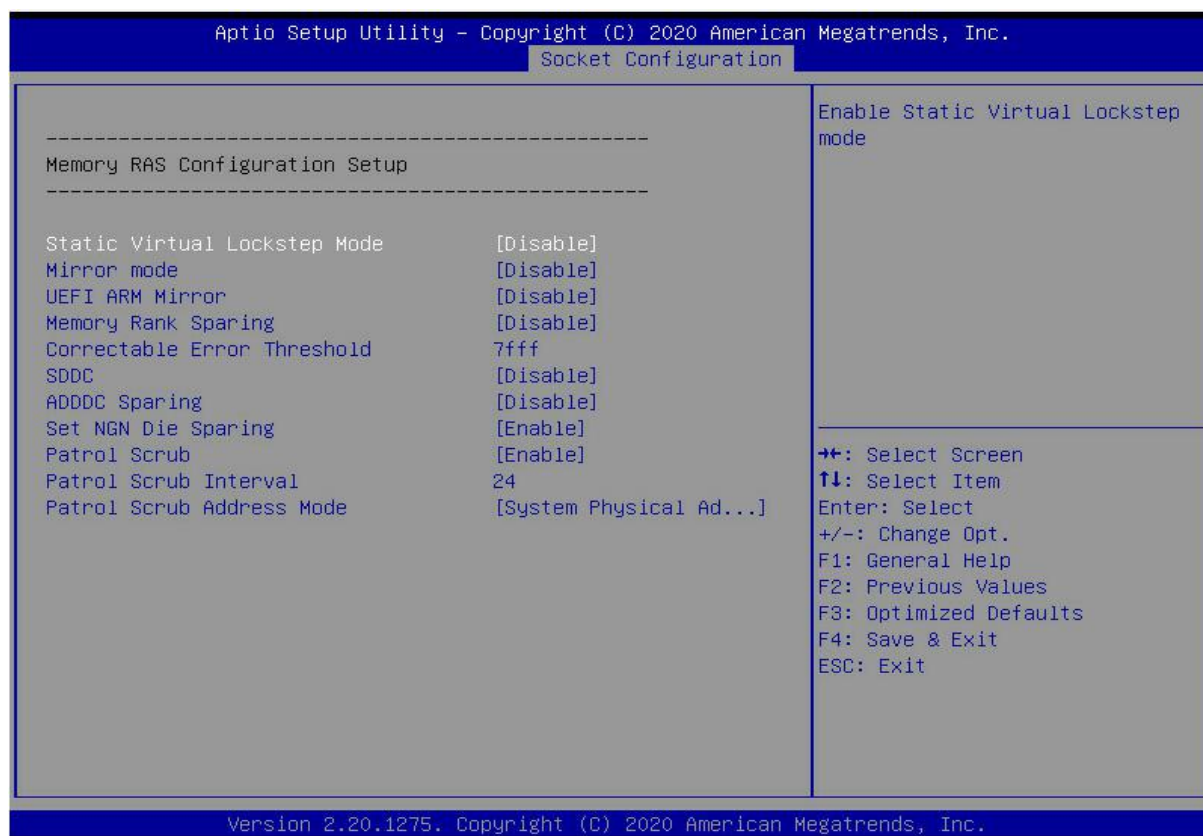 Aptio Setup Utility – Copyright (C) 2020 American Megatrends, Inc.
Socket Configuration
--------------------------------------------------
Memory RAS Configuration Setup
--------------------------------------------------
Static Virtual Lockstep Mode [Disable]
Mirror mode [Disable]
UEFI ARM Mirror [Disable]
Memory Rank Sparing [Disable]
Correctable Error Threshold 7fff
SDDC [Disable]
ADDDC Sparing [Disable]
Set NGN Die Sparing [Enable]
Patrol Scrub [Enable]
Patrol Scrub Interval 24
Patrol Scrub Address Mode [System Physical Ad...]
Enable Static Virtual Lockstep
mode
→←: Select Screen
↑↓: Select Item
Enter: Select
+/-: Change Opt.
F1: General Help
F2: Previous Values
F3: Optimized Defaults
F4: Save & Exit
ESC: Exit
Version 2.20.1275. Copyright (C) 2020 American Megatrends, Inc.